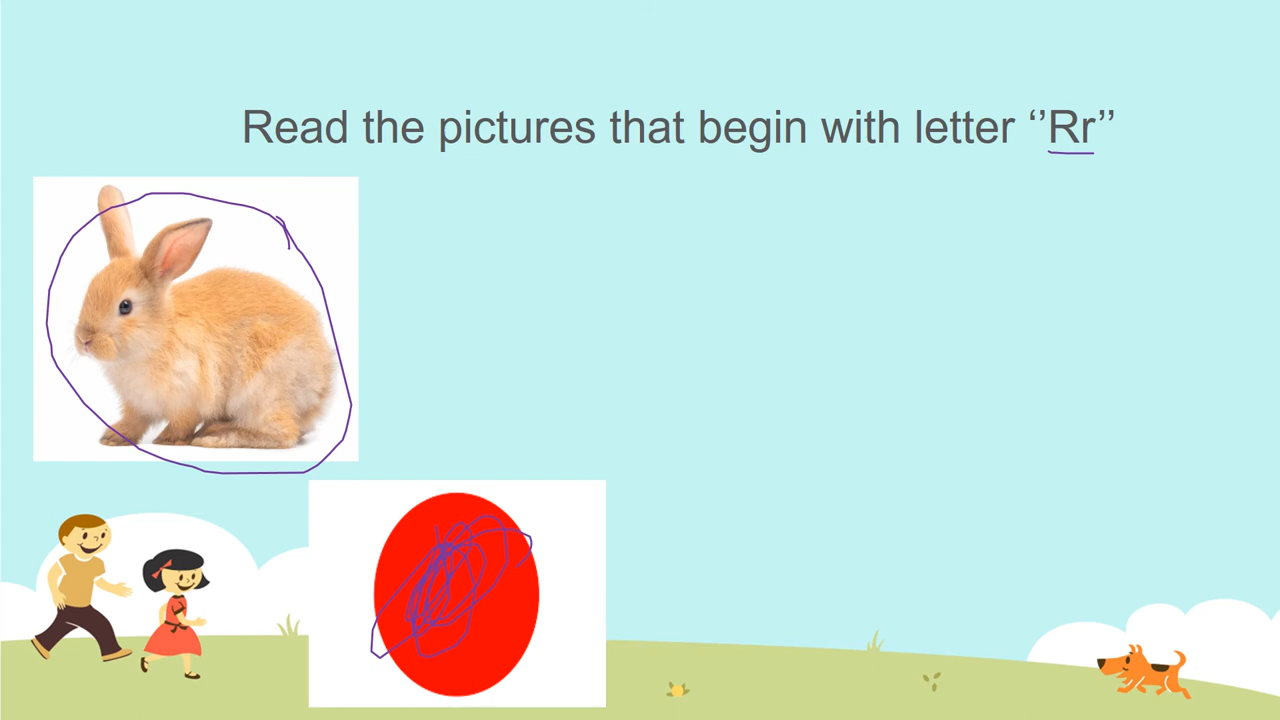 Read the pictures that begin with letter ‘’Rr’’